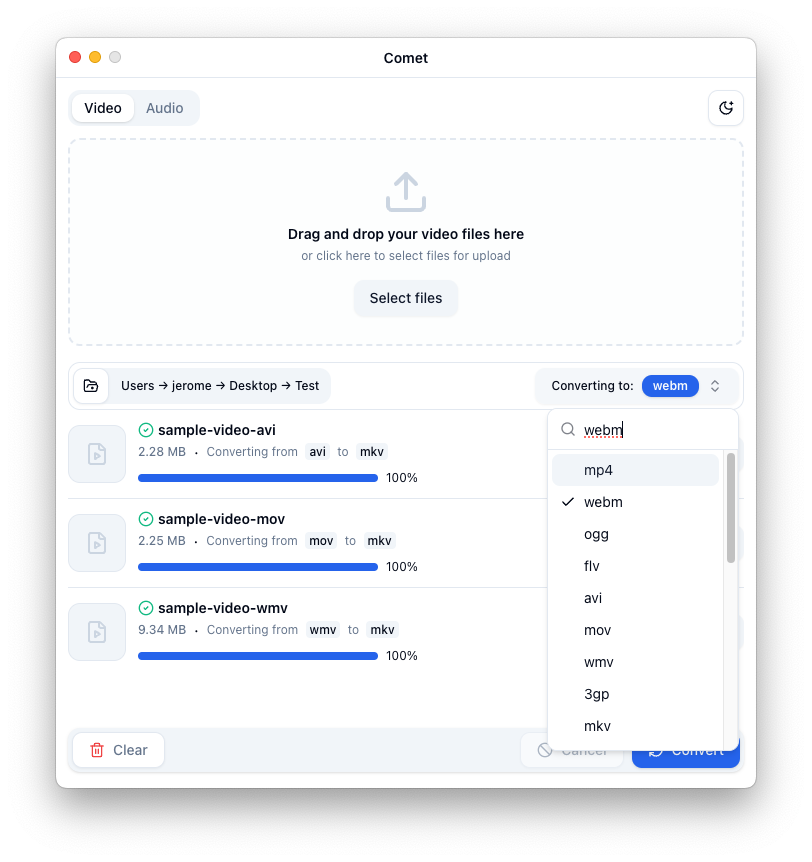 Comet
Video Audio
Drag and drop your video files here
or click here to select files for upload
Select files
Users → jerome → Desktop → Test
Converting to: webm
webm
mp4
webm
ogg
flv
avi
mov
wmv
3gp
mkv
sample-video-avi
2.28 MB • Converting from avi to mkv
100%
sample-video-mov
2.25 MB • Converting from mov to mkv
100%
sample-video-wmv
9.34 MB • Converting from wmv to mkv
100%
Clear
Cancel
Convert